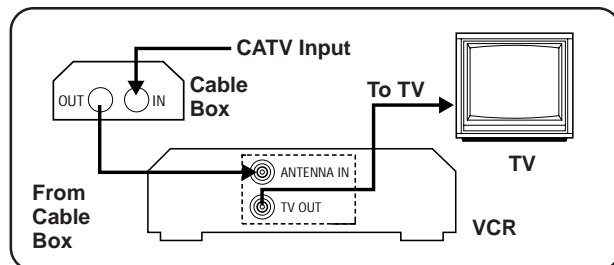 CATV Input
Cable
Box
OUT
IN
To TV
TV
ANTENNA IN
TV OUT
From
Cable
Box
VCR